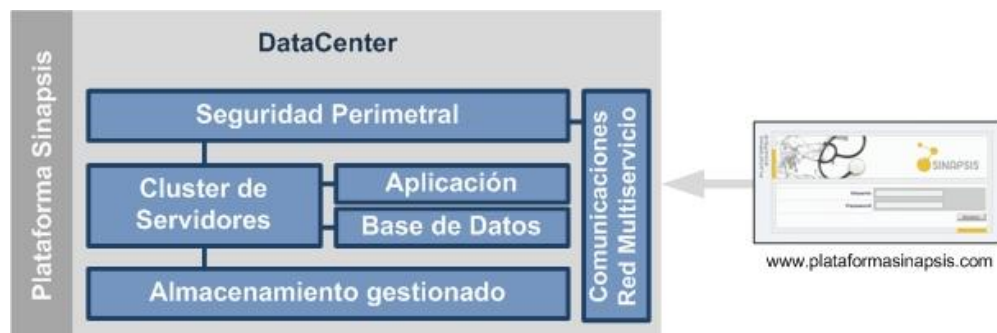 Plataforma Sinapsis
DataCenter
Seguridad Perimetral
Cluster de
Servidores
Aplicación
Base de Datos
Almacenamiento gestionado
Comunicaciones
Red Multiservicio
SINAPSIS
Password
www.plataformasinapsis.com